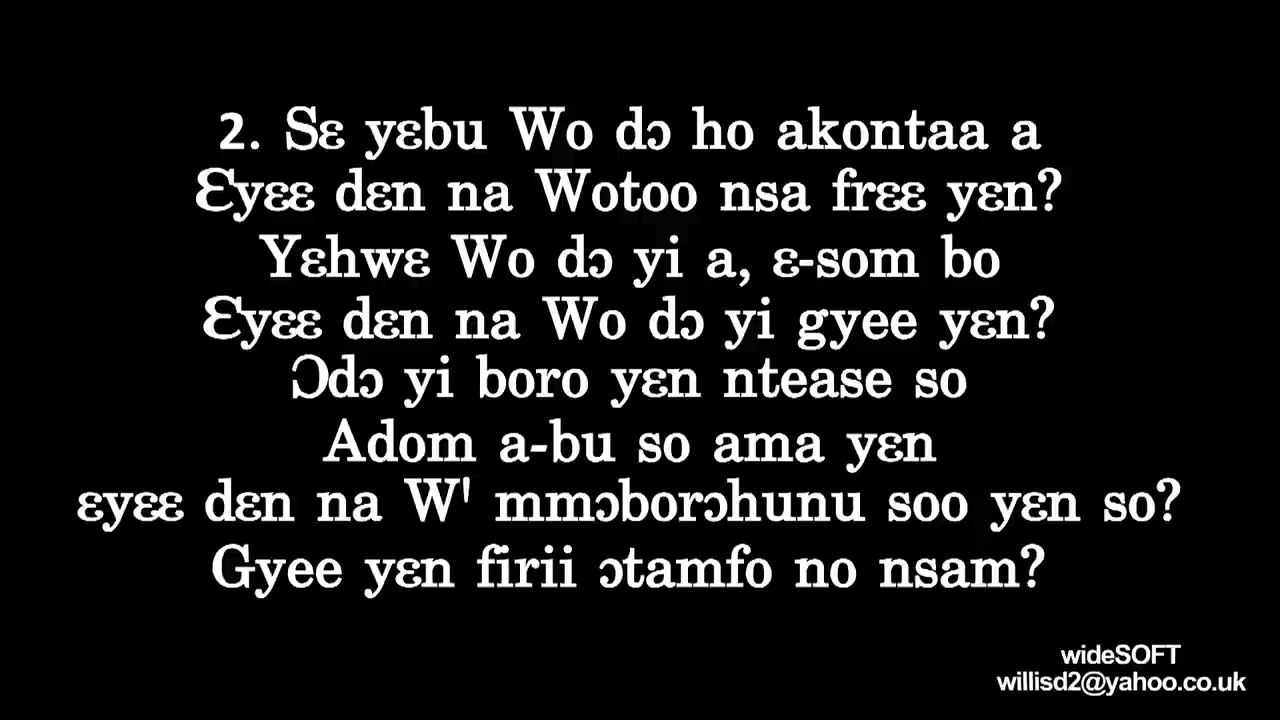 2. Sɛ yɛbu Wo dɔ ho akontaa a
Ɛyɛɛ dɛn na Wotoo nsa frɛɛ yɛn?
Yɛhwɛ Wo dɔ yi a, ɛ-som bo
Ɛyɛɛ dɛn na Wo dɔ yi gyee yɛn?
Ɔdɔ yi boro yɛn ntease so
Adom a-bu so ama yɛn
ɛyɛɛ dɛn na W' mmɔborɔhunu soo yɛn so?
Gyee yɛn firii ɔtamfo no nsam?
wideSOFT
willisd2@yahoo.co.uk